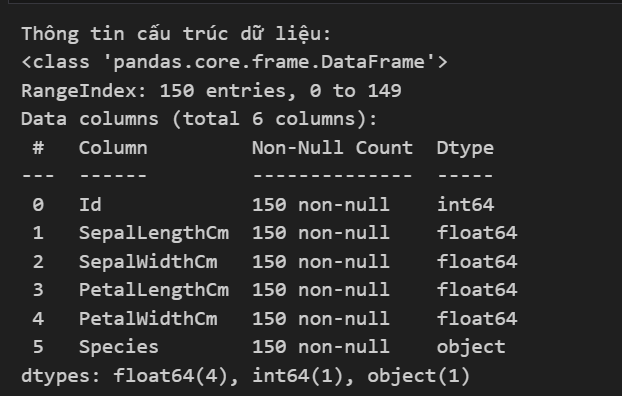 Thông tin cấu trúc dữ liệu:
<class 'pandas.core.frame.DataFrame'>
RangeIndex: 150 entries, 0 to 149
Data columns (total 6 columns):
 #   Column         Non-Null Count  Dtype
---  ------         --------------  -----
 0   Id             150 non-null    int64
 1   SepalLengthCm  150 non-null    float64
 2   SepalWidthCm   150 non-null    float64
 3   PetalLengthCm  150 non-null    float64
 4   PetalWidthCm   150 non-null    float64
 5   Species        150 non-null    object
dtypes: float64(4), int64(1), object(1)